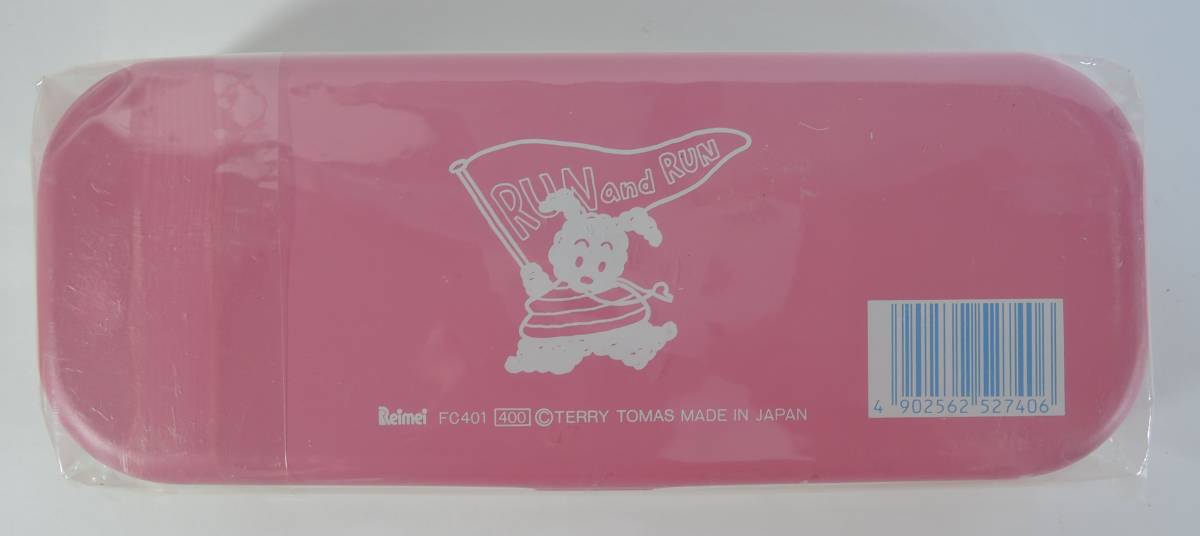 RUN and RUN
Reimei FC401 400 ©TERRY TOMAS MADE IN JAPAN
4 902562 527406